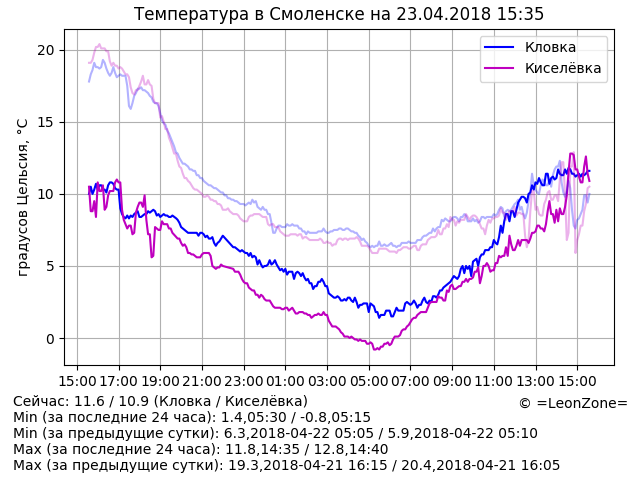 Температура в Смоленске на 23.04.2018 15:35
градусов Цельсия, °C
20
15
10
5
0
Кловка
Киселёвка
15:00 17:00 19:00 21:00 23:00 01:00 03:00 05:00 07:00 09:00 11:00 13:00 15:00
Сейчас: 11.6 / 10.9 (Кловка / Киселёвка)
© =LeonZone=
Min (за последние 24 часа): 1.4,05:30 / -0.8,05:15
Min (за предыдущие сутки): 6.3,2018-04-22 05:05 / 5.9,2018-04-22 05:10
Max (за последние 24 часа): 11.8,14:35 / 12.8,14:40
Max (за предыдущие сутки): 19.3,2018-04-21 16:15 / 20.4,2018-04-21 16:05